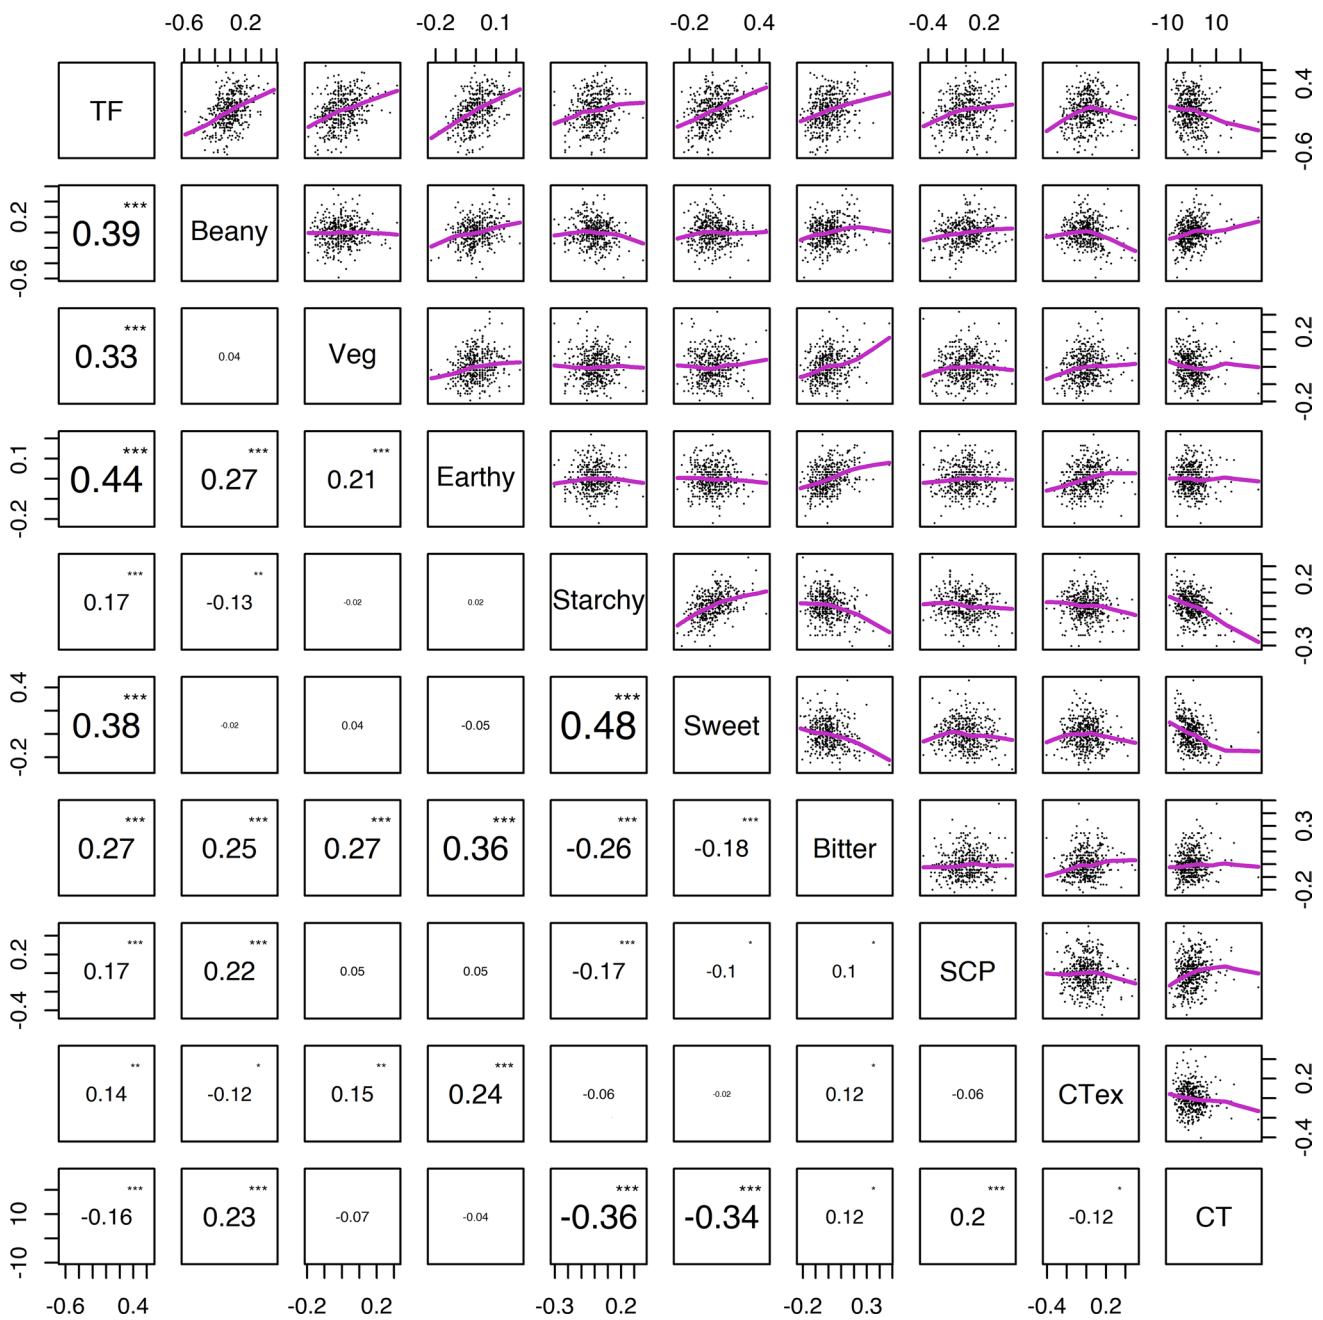 -0.6 0.2 -0.2 0.1 -0.2 0.4 -0.4 0.2 -10 10
TF 0.4 -0.6
0.2 -0.6 0.39 *** Beany
0.33 *** 0.04 Veg 0.2 -0.2
0.1 -0.2 0.44 *** 0.27 *** 0.21 *** Earthy
0.17 *** -0.13 ** -0.02 0.02 Starchy 0.2 -0.3
0.4 -0.2 0.38 *** -0.02 0.04 -0.05 0.48 *** Sweet
0.27 *** 0.25 *** 0.27 *** 0.36 *** -0.26 *** -0.18 *** Bitter 0.3 -0.2
0.2 -0.4 0.17 *** 0.22 *** 0.05 0.05 -0.17 *** -0.1 * 0.1 * SCP
0.14 ** -0.12 * 0.15 ** 0.24 *** -0.06 -0.02 0.12 * -0.06 CTex 0.2 -0.4
10 -10 -0.16 *** 0.23 *** -0.07 -0.04 -0.36 *** -0.34 *** 0.12 * 0.2 *** -0.12 * CT
-0.6 0.4 -0.2 0.2 -0.3 0.2 -0.2 0.3 -0.4 0.2